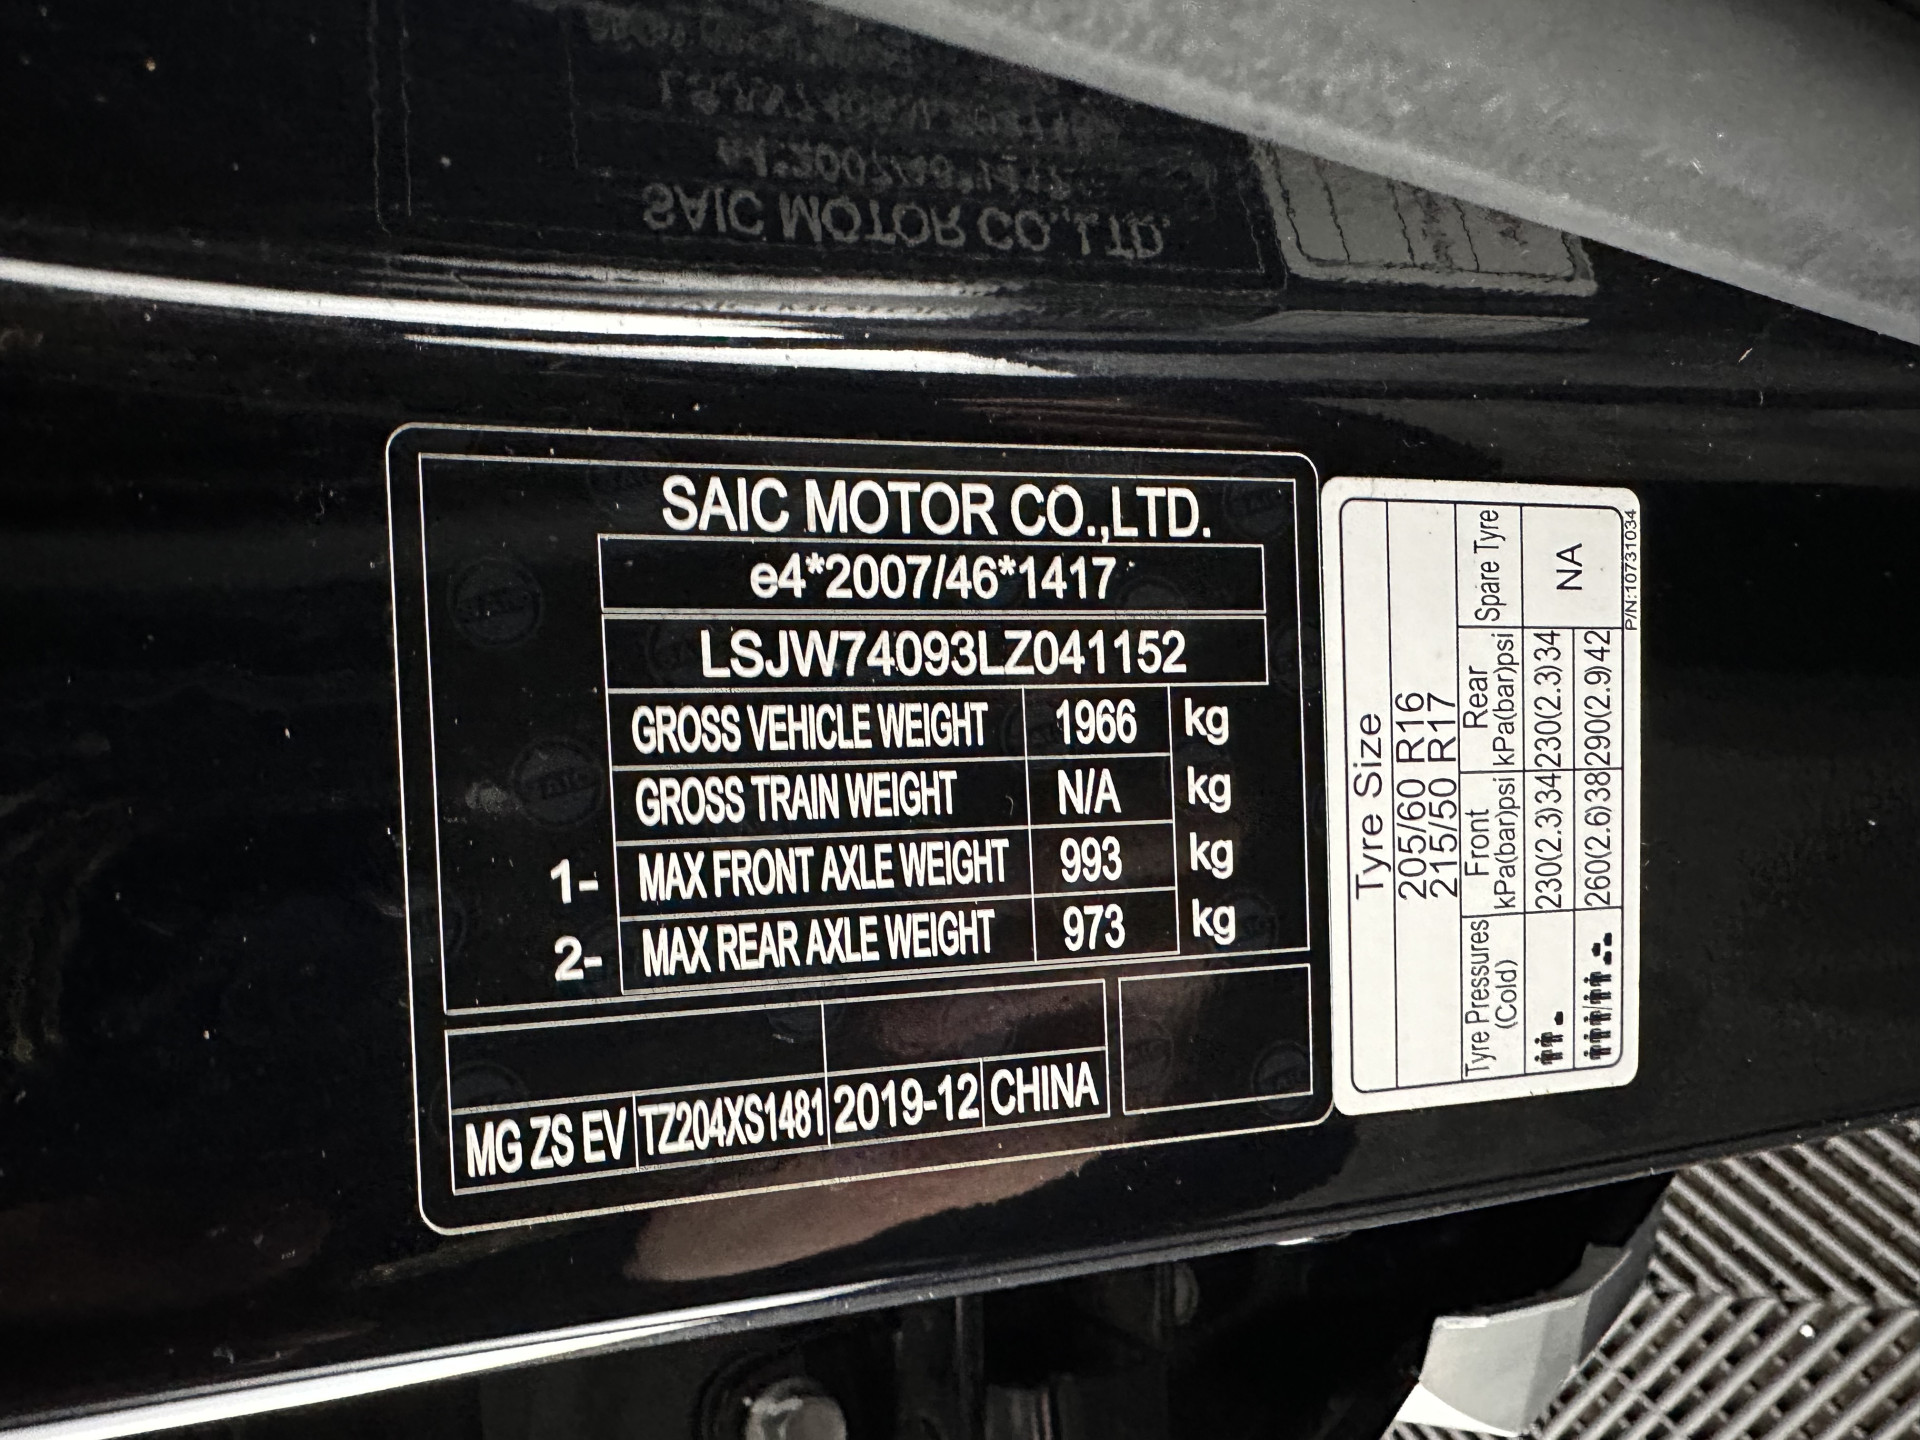 SAIC MOTOR CO.,LTD.
e4*2007/46*1417
LSJW74093LZ041152
GROSS VEHICLE WEIGHT 1966 kg
GROSS TRAIN WEIGHT N/A kg
1- MAX FRONT AXLE WEIGHT 993 kg
2- MAX REAR AXLE WEIGHT 973 kg
MG ZS EV TZ204XS1481 2019-12 CHINA
Tyre Size
205/60 R16
215/50 R17
Tyre Pressures Front Rear Spare Tyre
(Cold) kPa(bar)psi kPa(bar)psi
230(2.3)34 230(2.3)34 NA
260(2.6)38 290(2.9)42
P/N:10731034